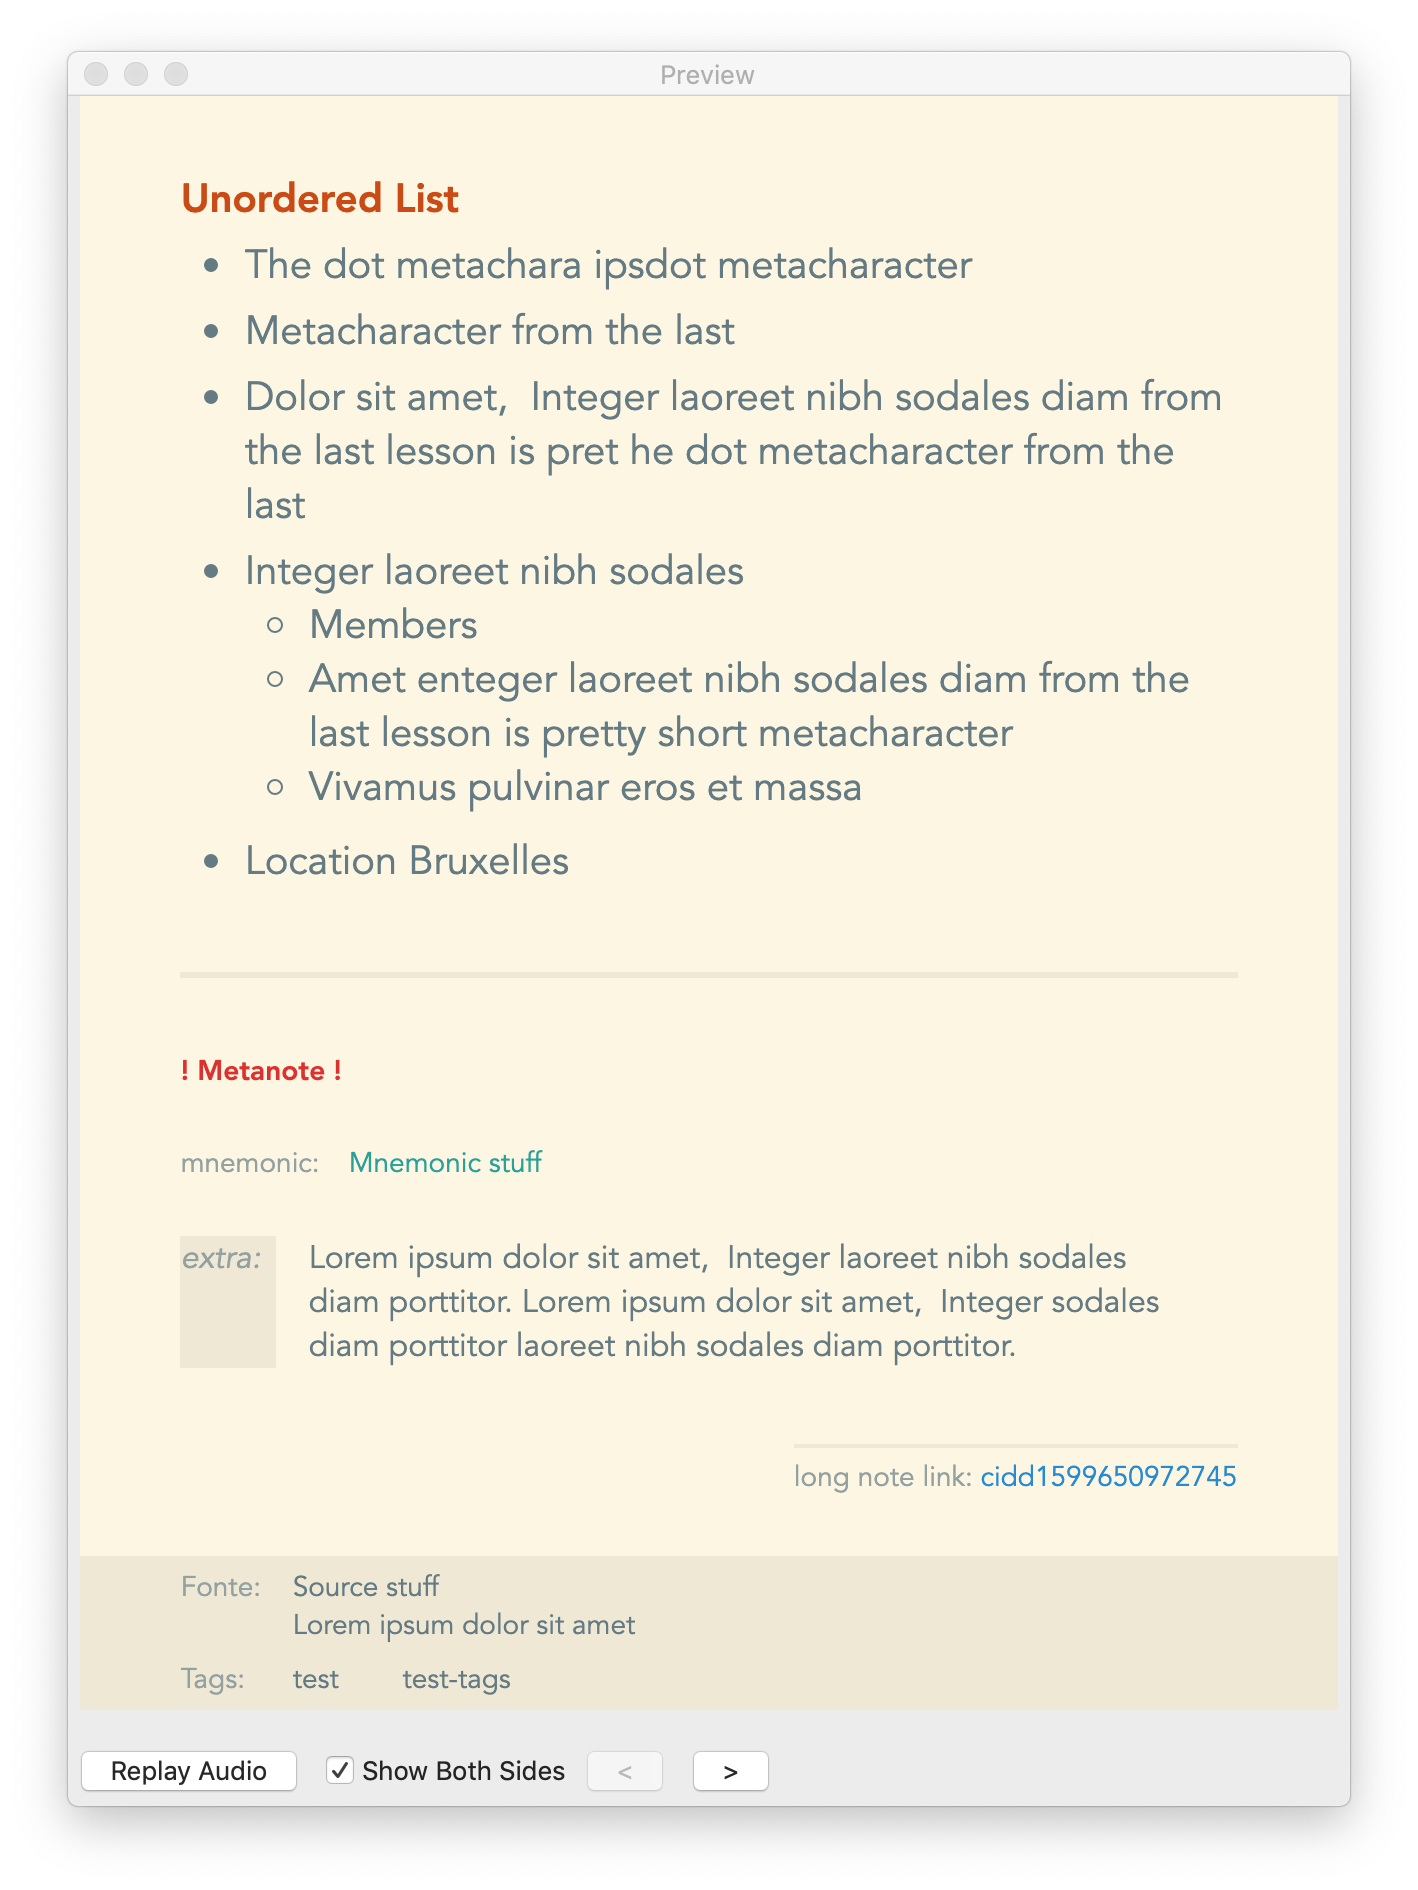 Preview
Unordered List
• The dot metachara ipsdot metacharacter
• Metacharacter from the last
• Dolor sit amet,  Integer laoreet nibh sodales diam from
the last lesson is pret he dot metacharacter from the
last
• Integer laoreet nibh sodales
○ Members
○ Amet enteger laoreet nibh sodales diam from the
last lesson is pretty short metacharacter
○ Vivamus pulvinar eros et massa
• Location Bruxelles
! Metanote !
mnemonic: Mnemonic stuff
extra: Lorem ipsum dolor sit amet,  Integer laoreet nibh sodales
diam porttitor. Lorem ipsum dolor sit amet,  Integer sodales
diam porttitor laoreet nibh sodales diam porttitor.
long note link: cidd1599650972745
Fonte: Source stuff
Lorem ipsum dolor sit amet
Tags: test test-tags
Replay Audio ✓ Show Both Sides < >